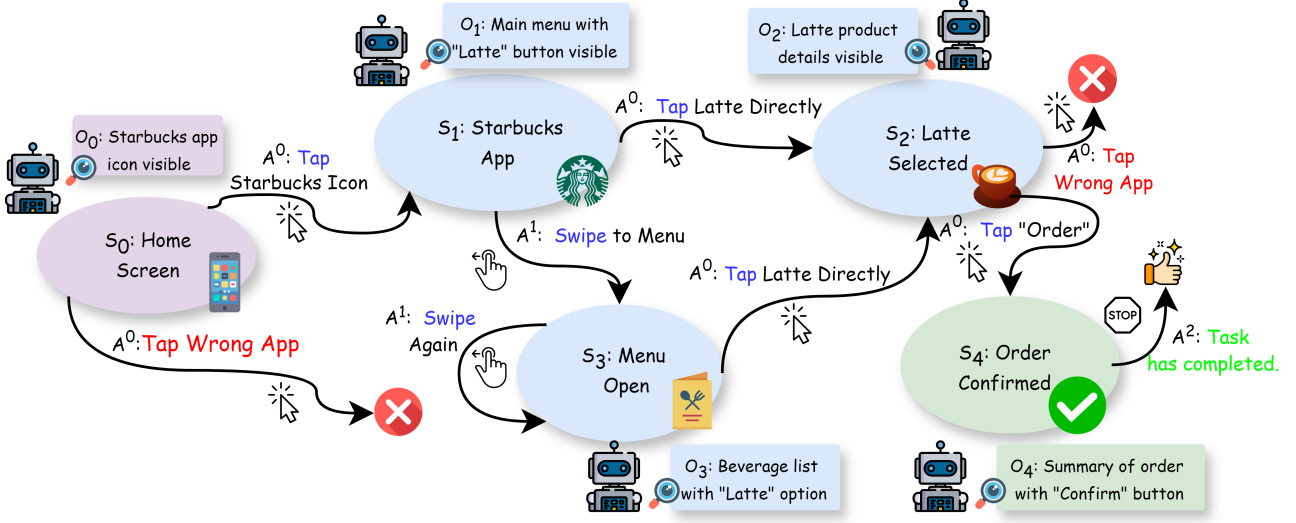 O0: Starbucks app
icon visible
S0: Home
Screen
A0: Tap
Starbucks Icon
A0:Tap Wrong App
O1: Main menu with
"Latte" button visible
S1: Starbucks
App
A0: Tap Latte Directly
A1: Swipe to Menu
A1: Swipe
Again
S3: Menu
Open
O3: Beverage list
with "Latte" option
A0: Tap Latte Directly
O2: Latte product
details visible
S2: Latte
Selected
A0: Tap
Wrong App
A0: Tap "Order"
S4: Order
Confirmed
STOP
A2: Task
has completed.
O4: Summary of order
with "Confirm" button